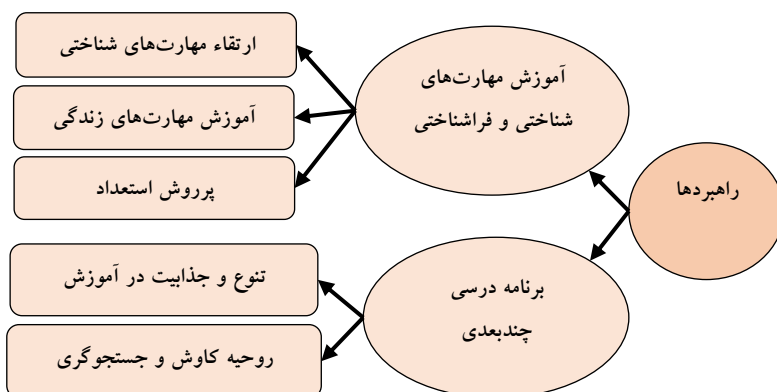 راهبردها
آموزش مهارت‌های
شناختی و فراشناختی
ارتقاء مهارت‌های شناختی
آموزش مهارت‌های زندگی
پرروش استعداد
برنامه درسی
چندبعدی
تنوع و جذابیت در آموزش
روحیه کاوش و جستجوگری